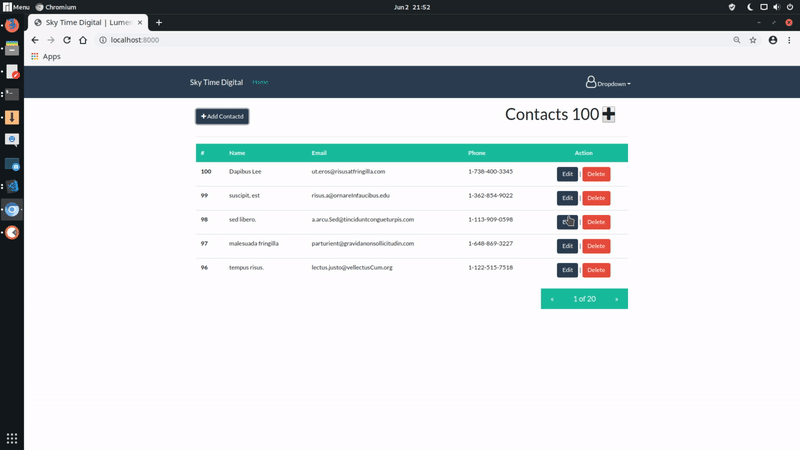 Menu Chromium Jun 2 21:52
Sky Time Digital | Lumen
localhost:8000
Apps
Sky Time Digital Home Dropdown
Add Contactd Contacts 100
# Name Email Phone Action
100 Dapibus Lee ut.eros@risusatfringilla.com 1-738-400-3345 Edit | Delete
99 suscipit, est risus.a@ornareInfaucibus.edu 1-362-854-9022 Edit | Delete
98 sed libero. a.arcu.Sed@tinciduntcongueturpis.com 1-113-909-0598 | Delete
97 malesuada fringilla parturient@gravidanonsollicitudin.com 1-648-869-3227 Edit | Delete
96 tempus risus. lectus.justo@vellectusCum.org 1-122-515-7518 Edit | Delete
« 1 of 20 »